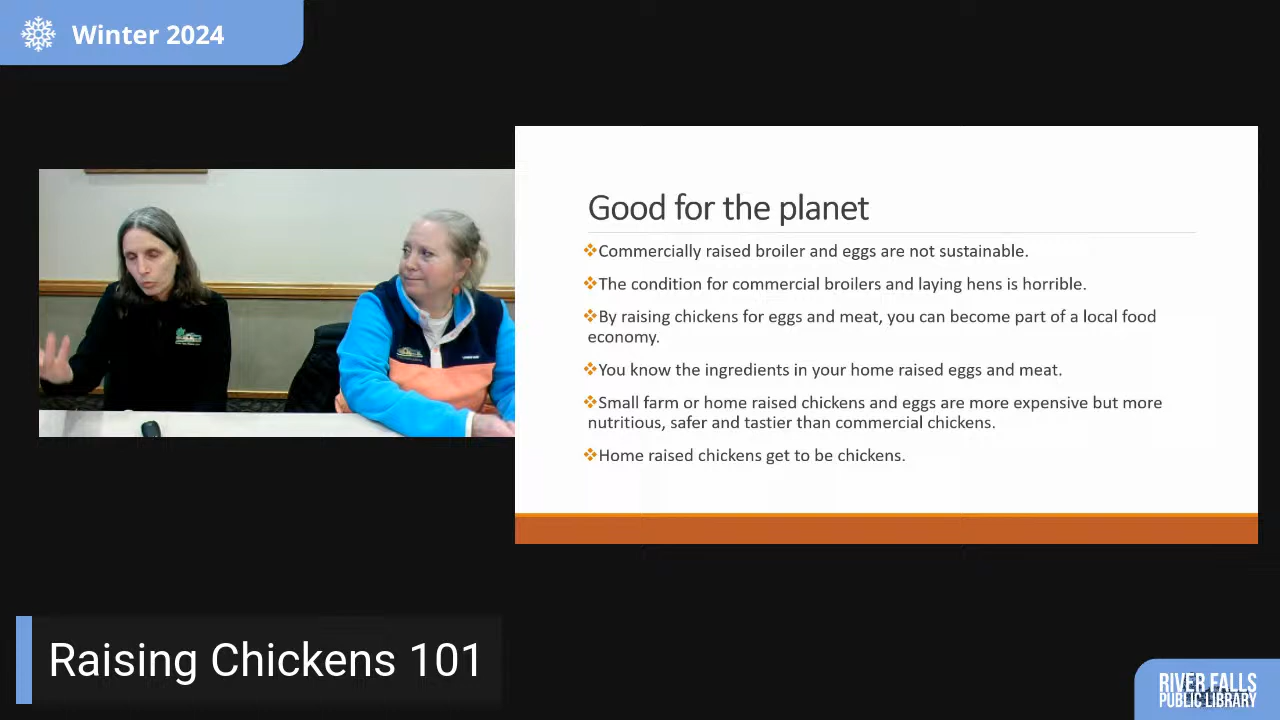 Winter 2024
Good for the planet
❖Commercially raised broiler and eggs are not sustainable.
❖The condition for commercial broilers and laying hens is horrible.
❖By raising chickens for eggs and meat, you can become part of a local food
economy.
❖You know the ingredients in your home raised eggs and meat.
❖Small farm or home raised chickens and eggs are more expensive but more
nutritious, safer and tastier than commercial chickens.
❖Home raised chickens get to be chickens.
Raising Chickens 101
RIVER FALLS
PUBLIC LIBRARY